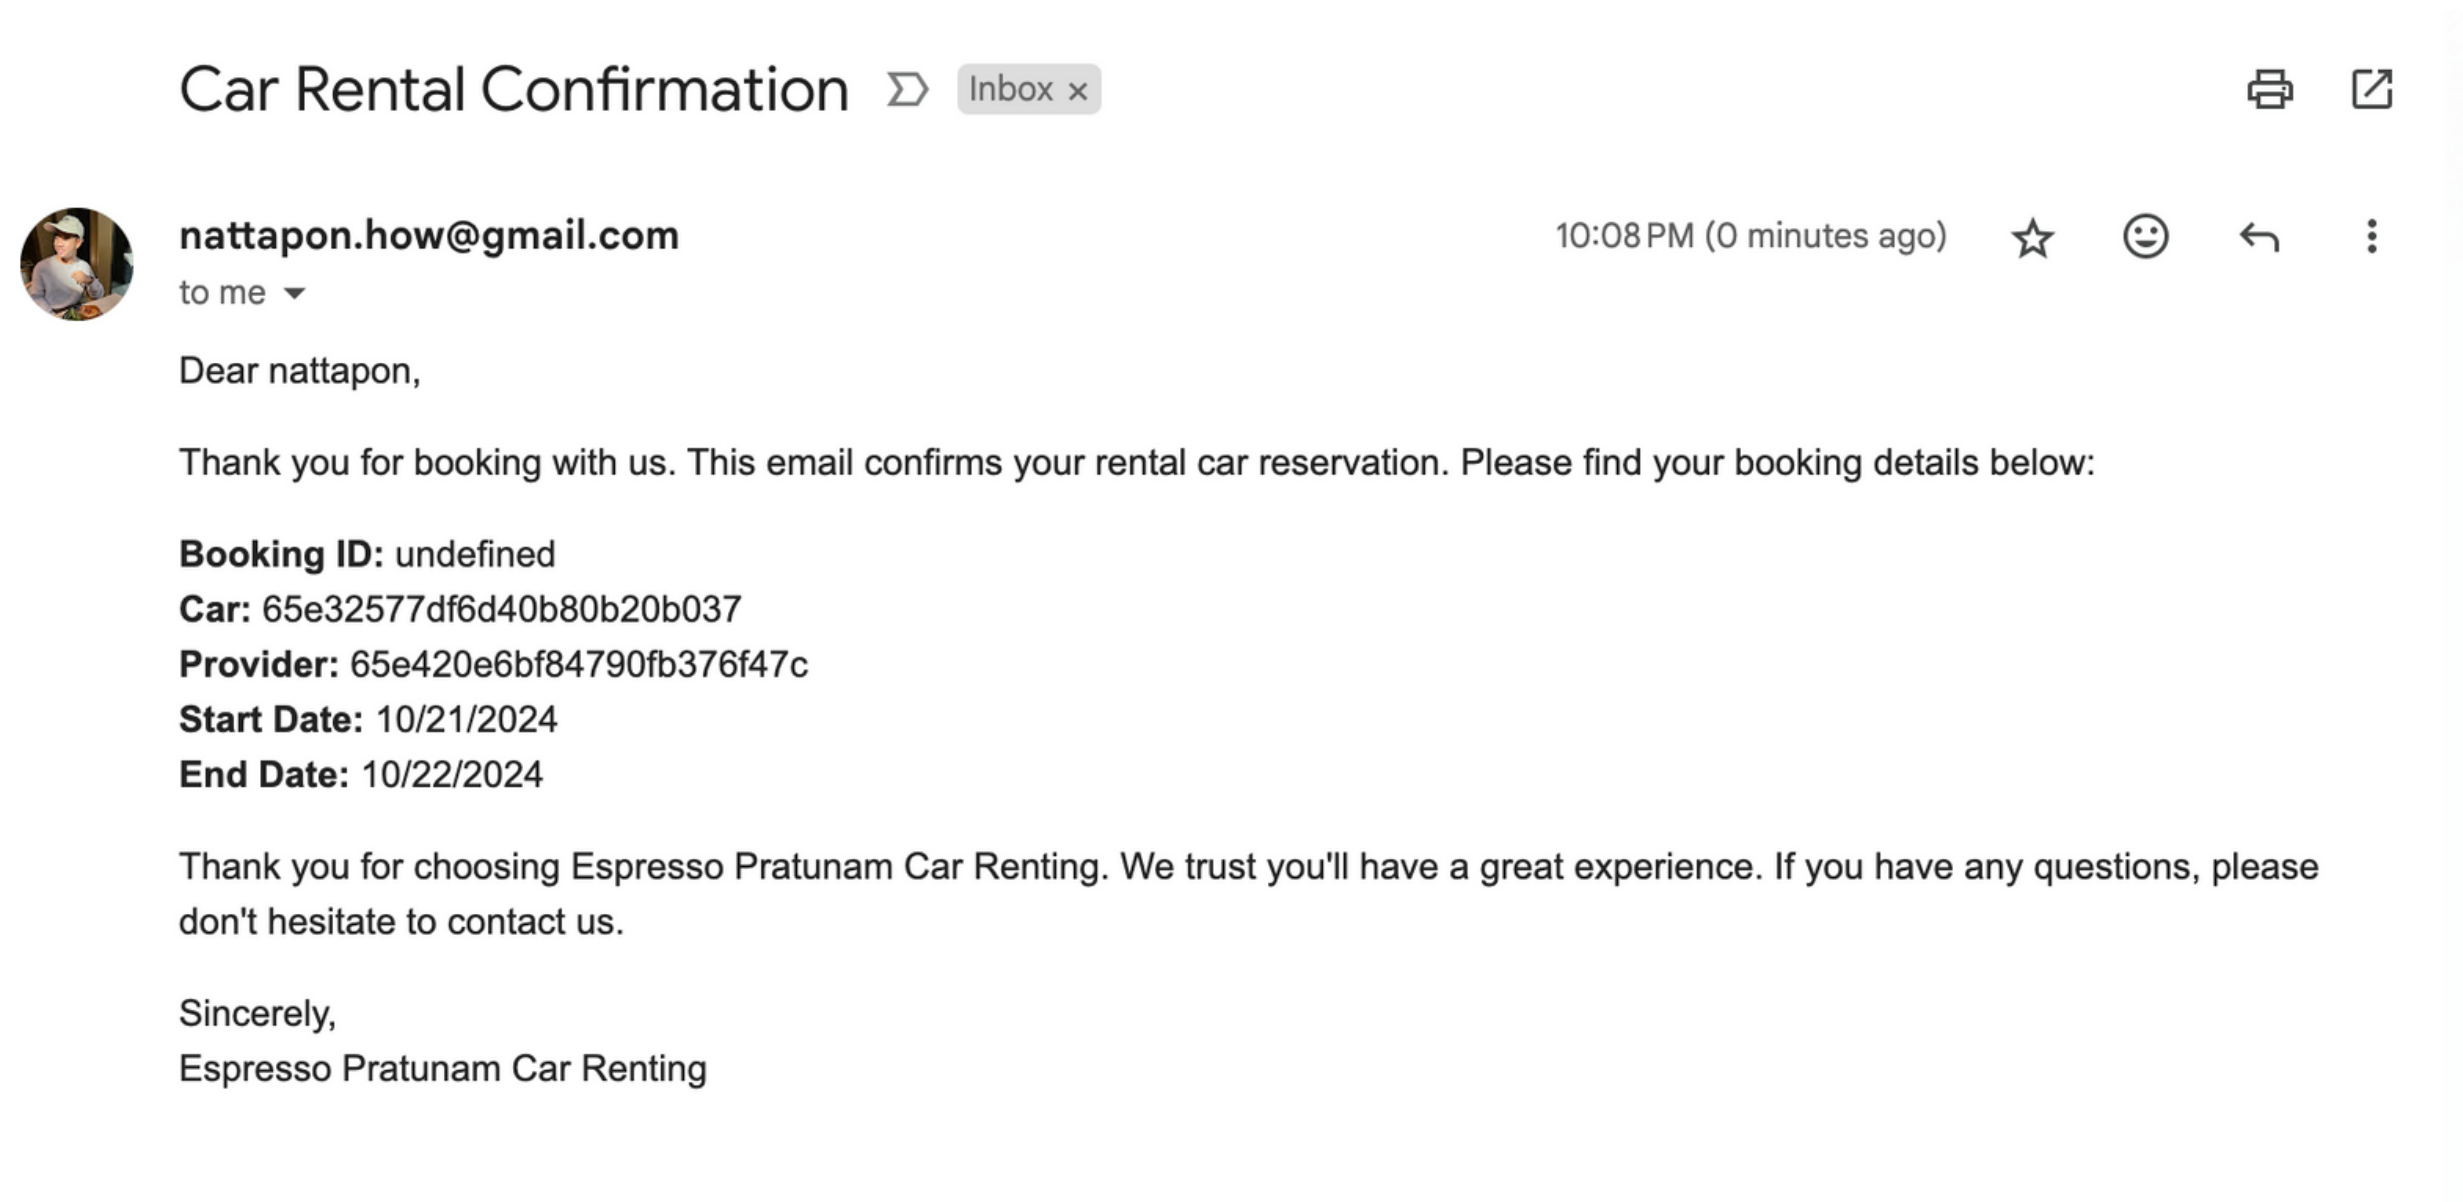 Car Rental Confirmation Inbox ×
nattapon.how@gmail.com 10:08 PM (0 minutes ago)
to me
Dear nattapon,
Thank you for booking with us. This email confirms your rental car reservation. Please find your booking details below:
Booking ID: undefined
Car: 65e32577df6d40b80b20b037
Provider: 65e420e6bf84790fb376f47c
Start Date: 10/21/2024
End Date: 10/22/2024
Thank you for choosing Espresso Pratunam Car Renting. We trust you'll have a great experience. If you have any questions, please
don't hesitate to contact us.
Sincerely,
Espresso Pratunam Car Renting